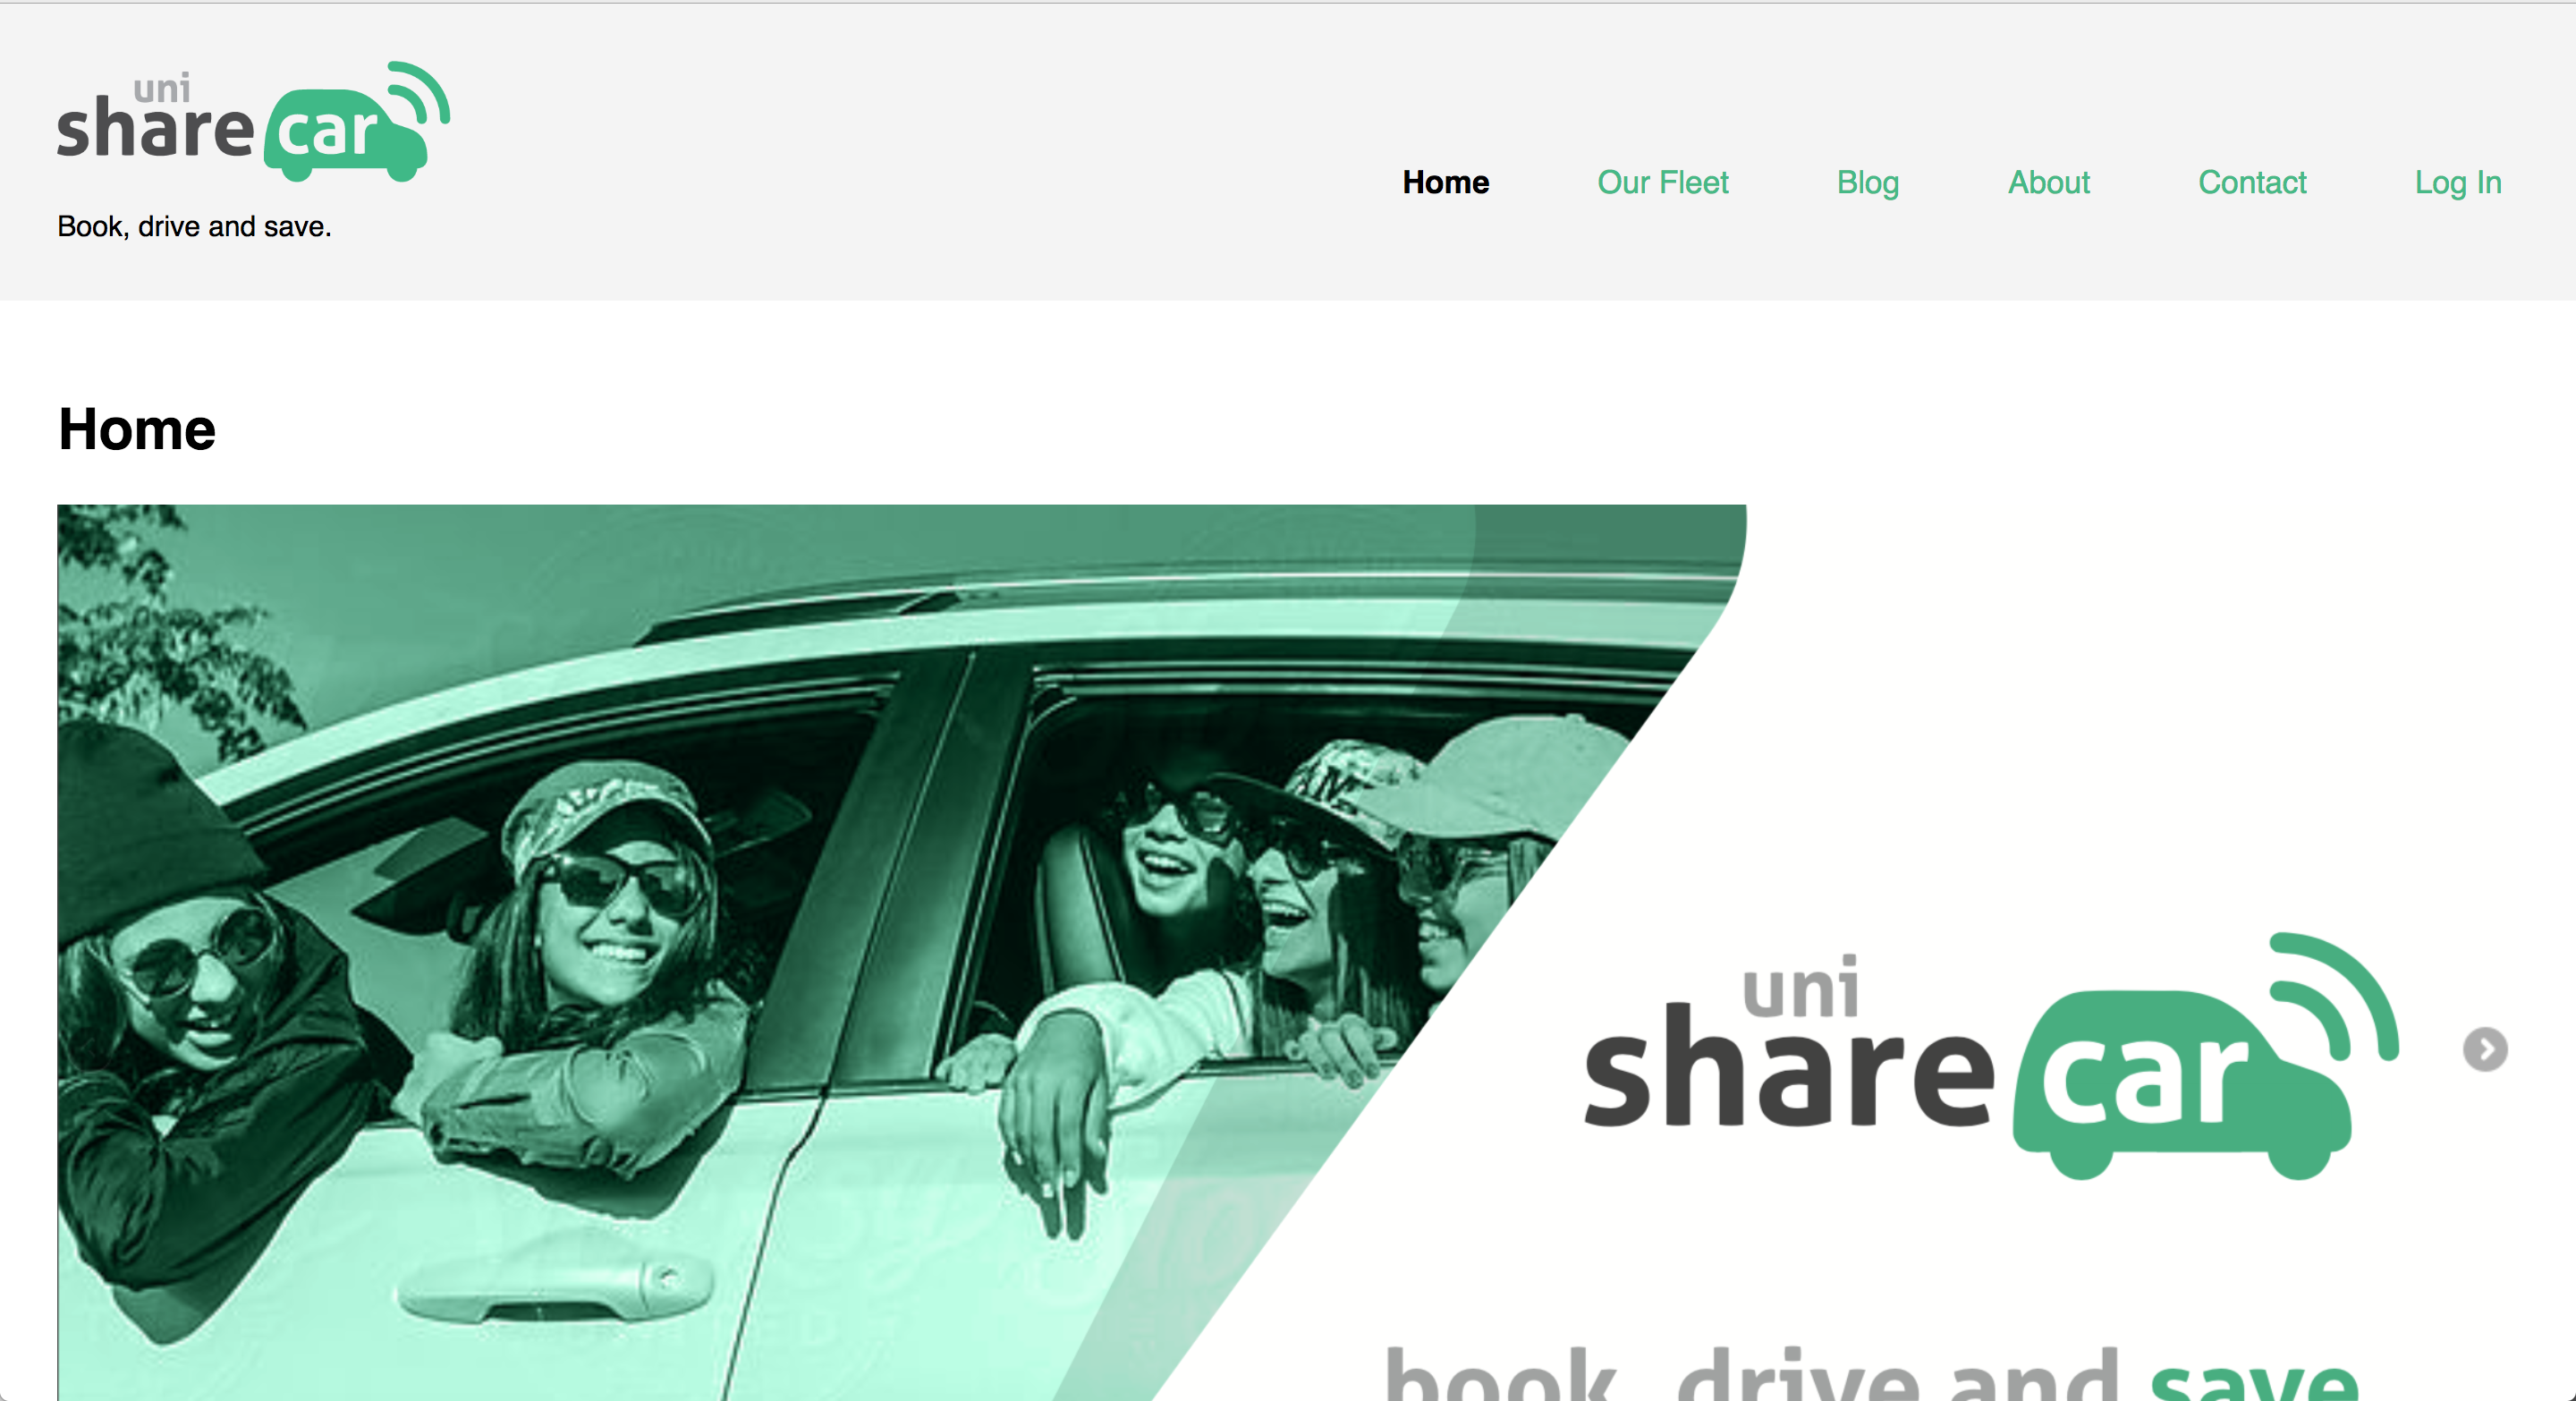 uni
share car
Book, drive and save.
Home Our Fleet Blog About Contact Log In
Home
uni
share car
book, drive and save